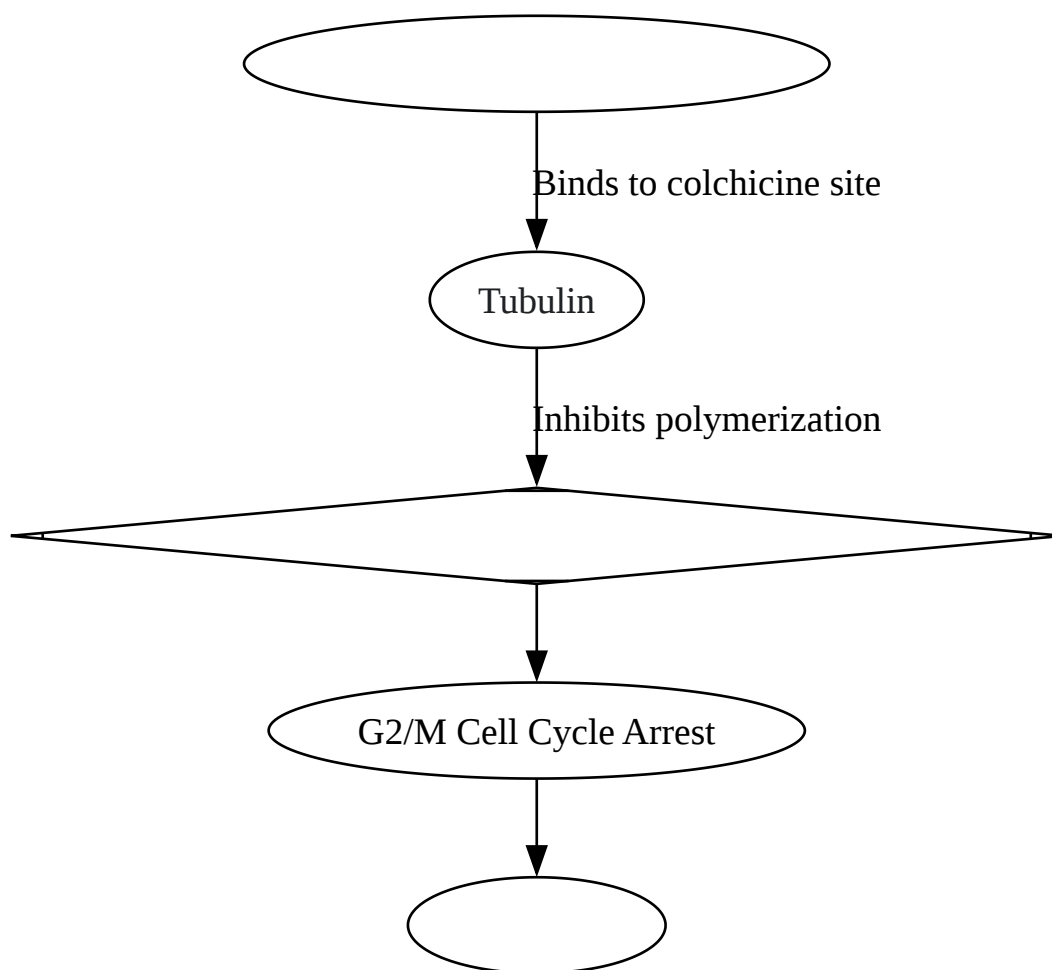 Binds to colchicine site
Tubulin
Inhibits polymerization
G2/M Cell Cycle Arrest